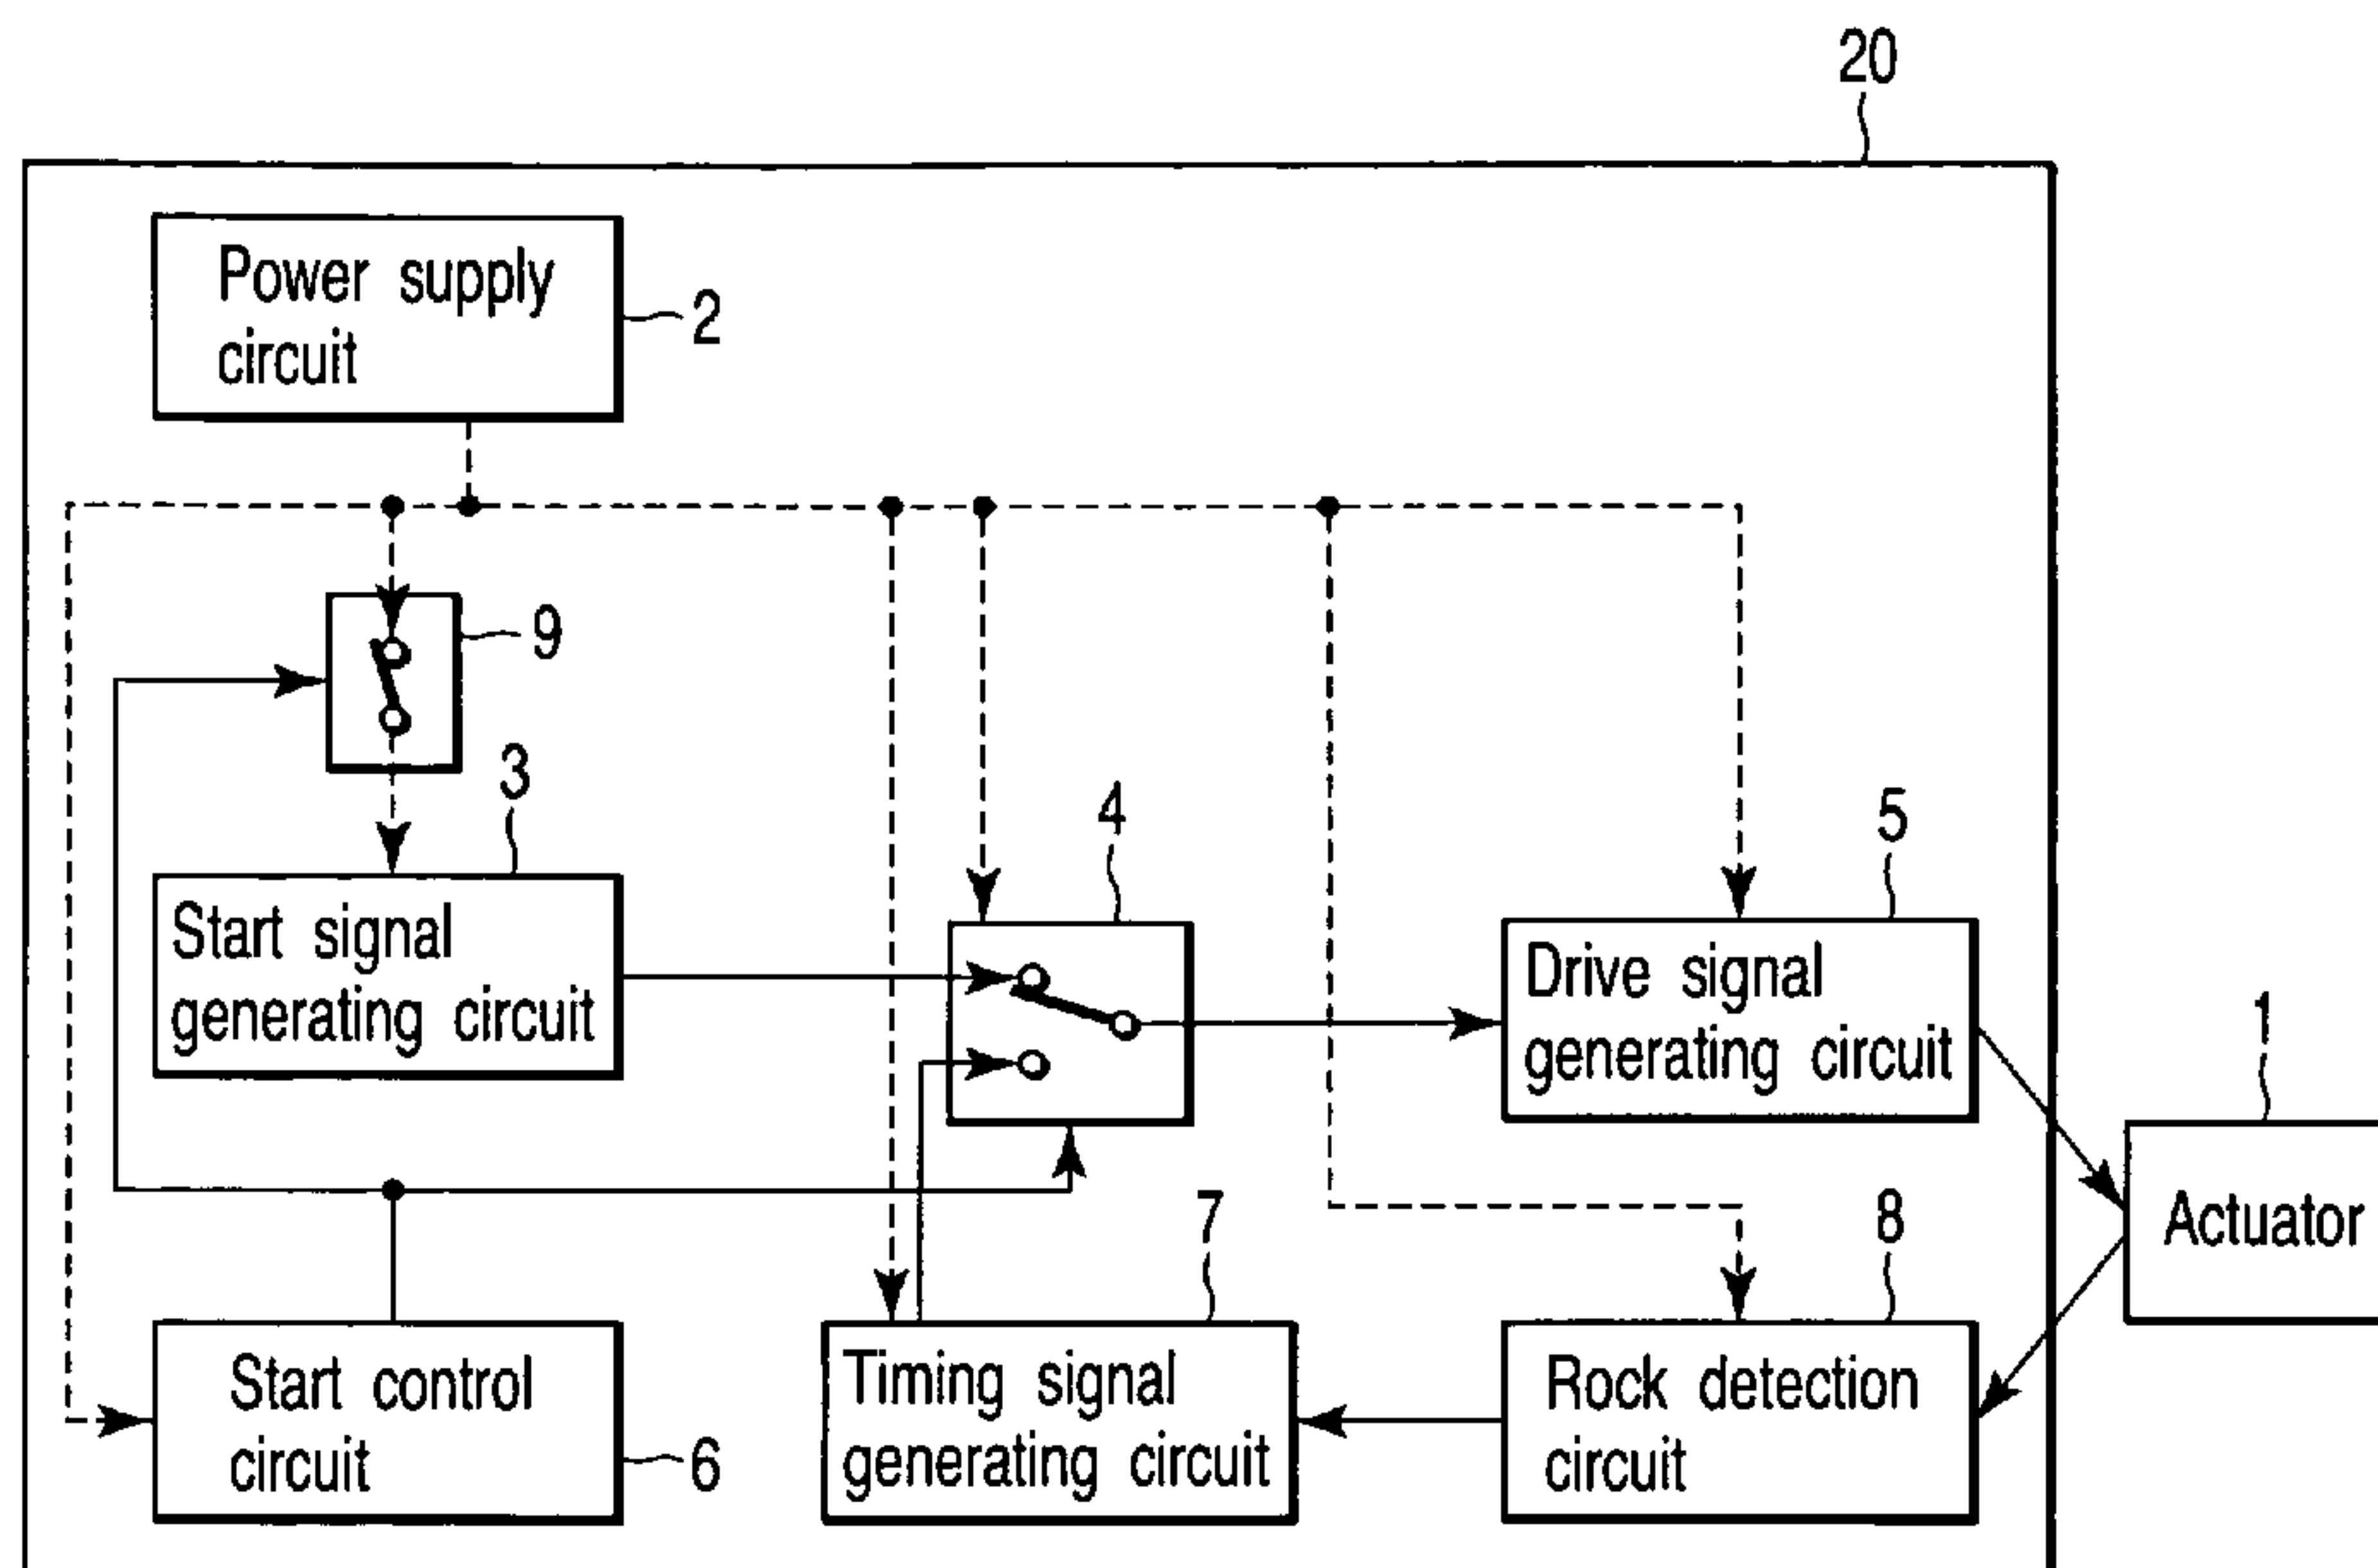 20
Power supply
circuit
2
9
3
4
5
Start signal
generating circuit
Drive signal
generating circuit
1
Actuator
7
8
Start control
circuit
6
Timing signal
generating circuit
Rock detection
circuit